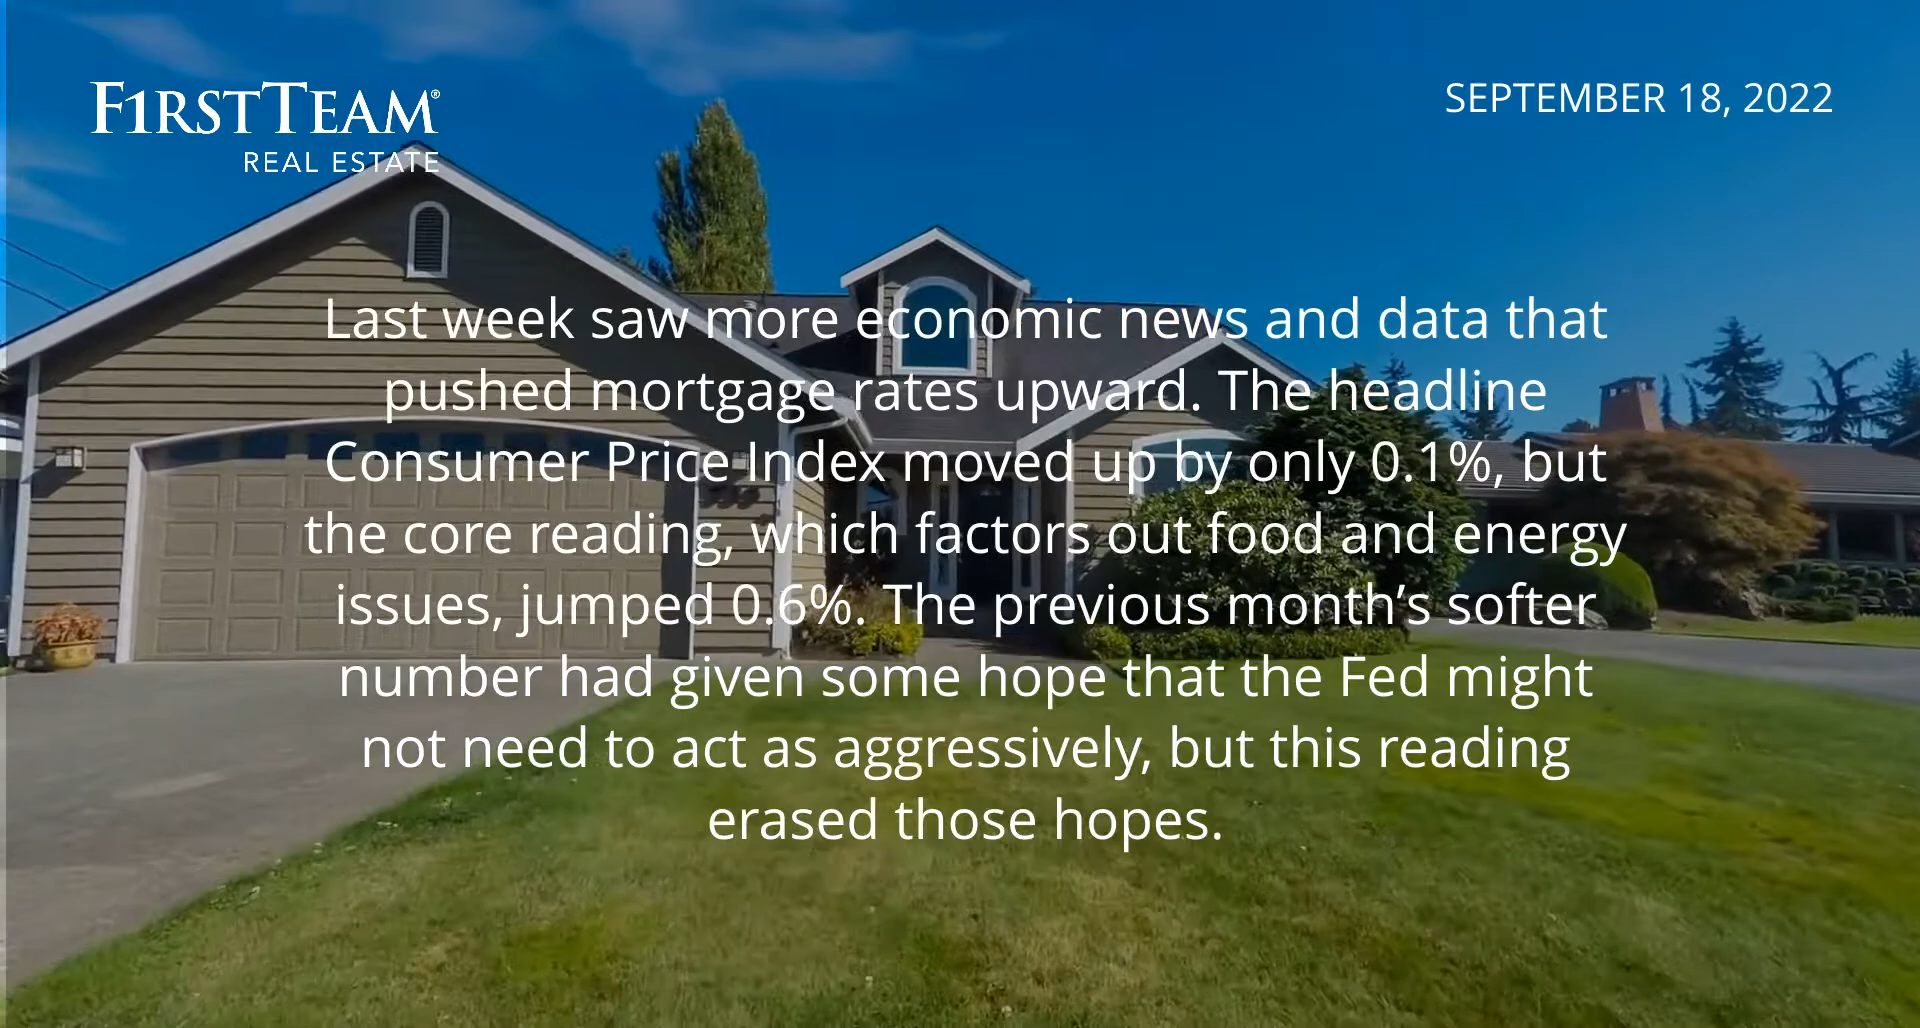 F1RSTTEAM®
REAL ESTATE
SEPTEMBER 18, 2022
Last week saw more economic news and data that
pushed mortgage rates upward. The headline
Consumer Price Index moved up by only 0.1%, but
the core reading, which factors out food and energy
issues, jumped 0.6%. The previous month’s softer
number had given some hope that the Fed might
not need to act as aggressively, but this reading
erased those hopes.